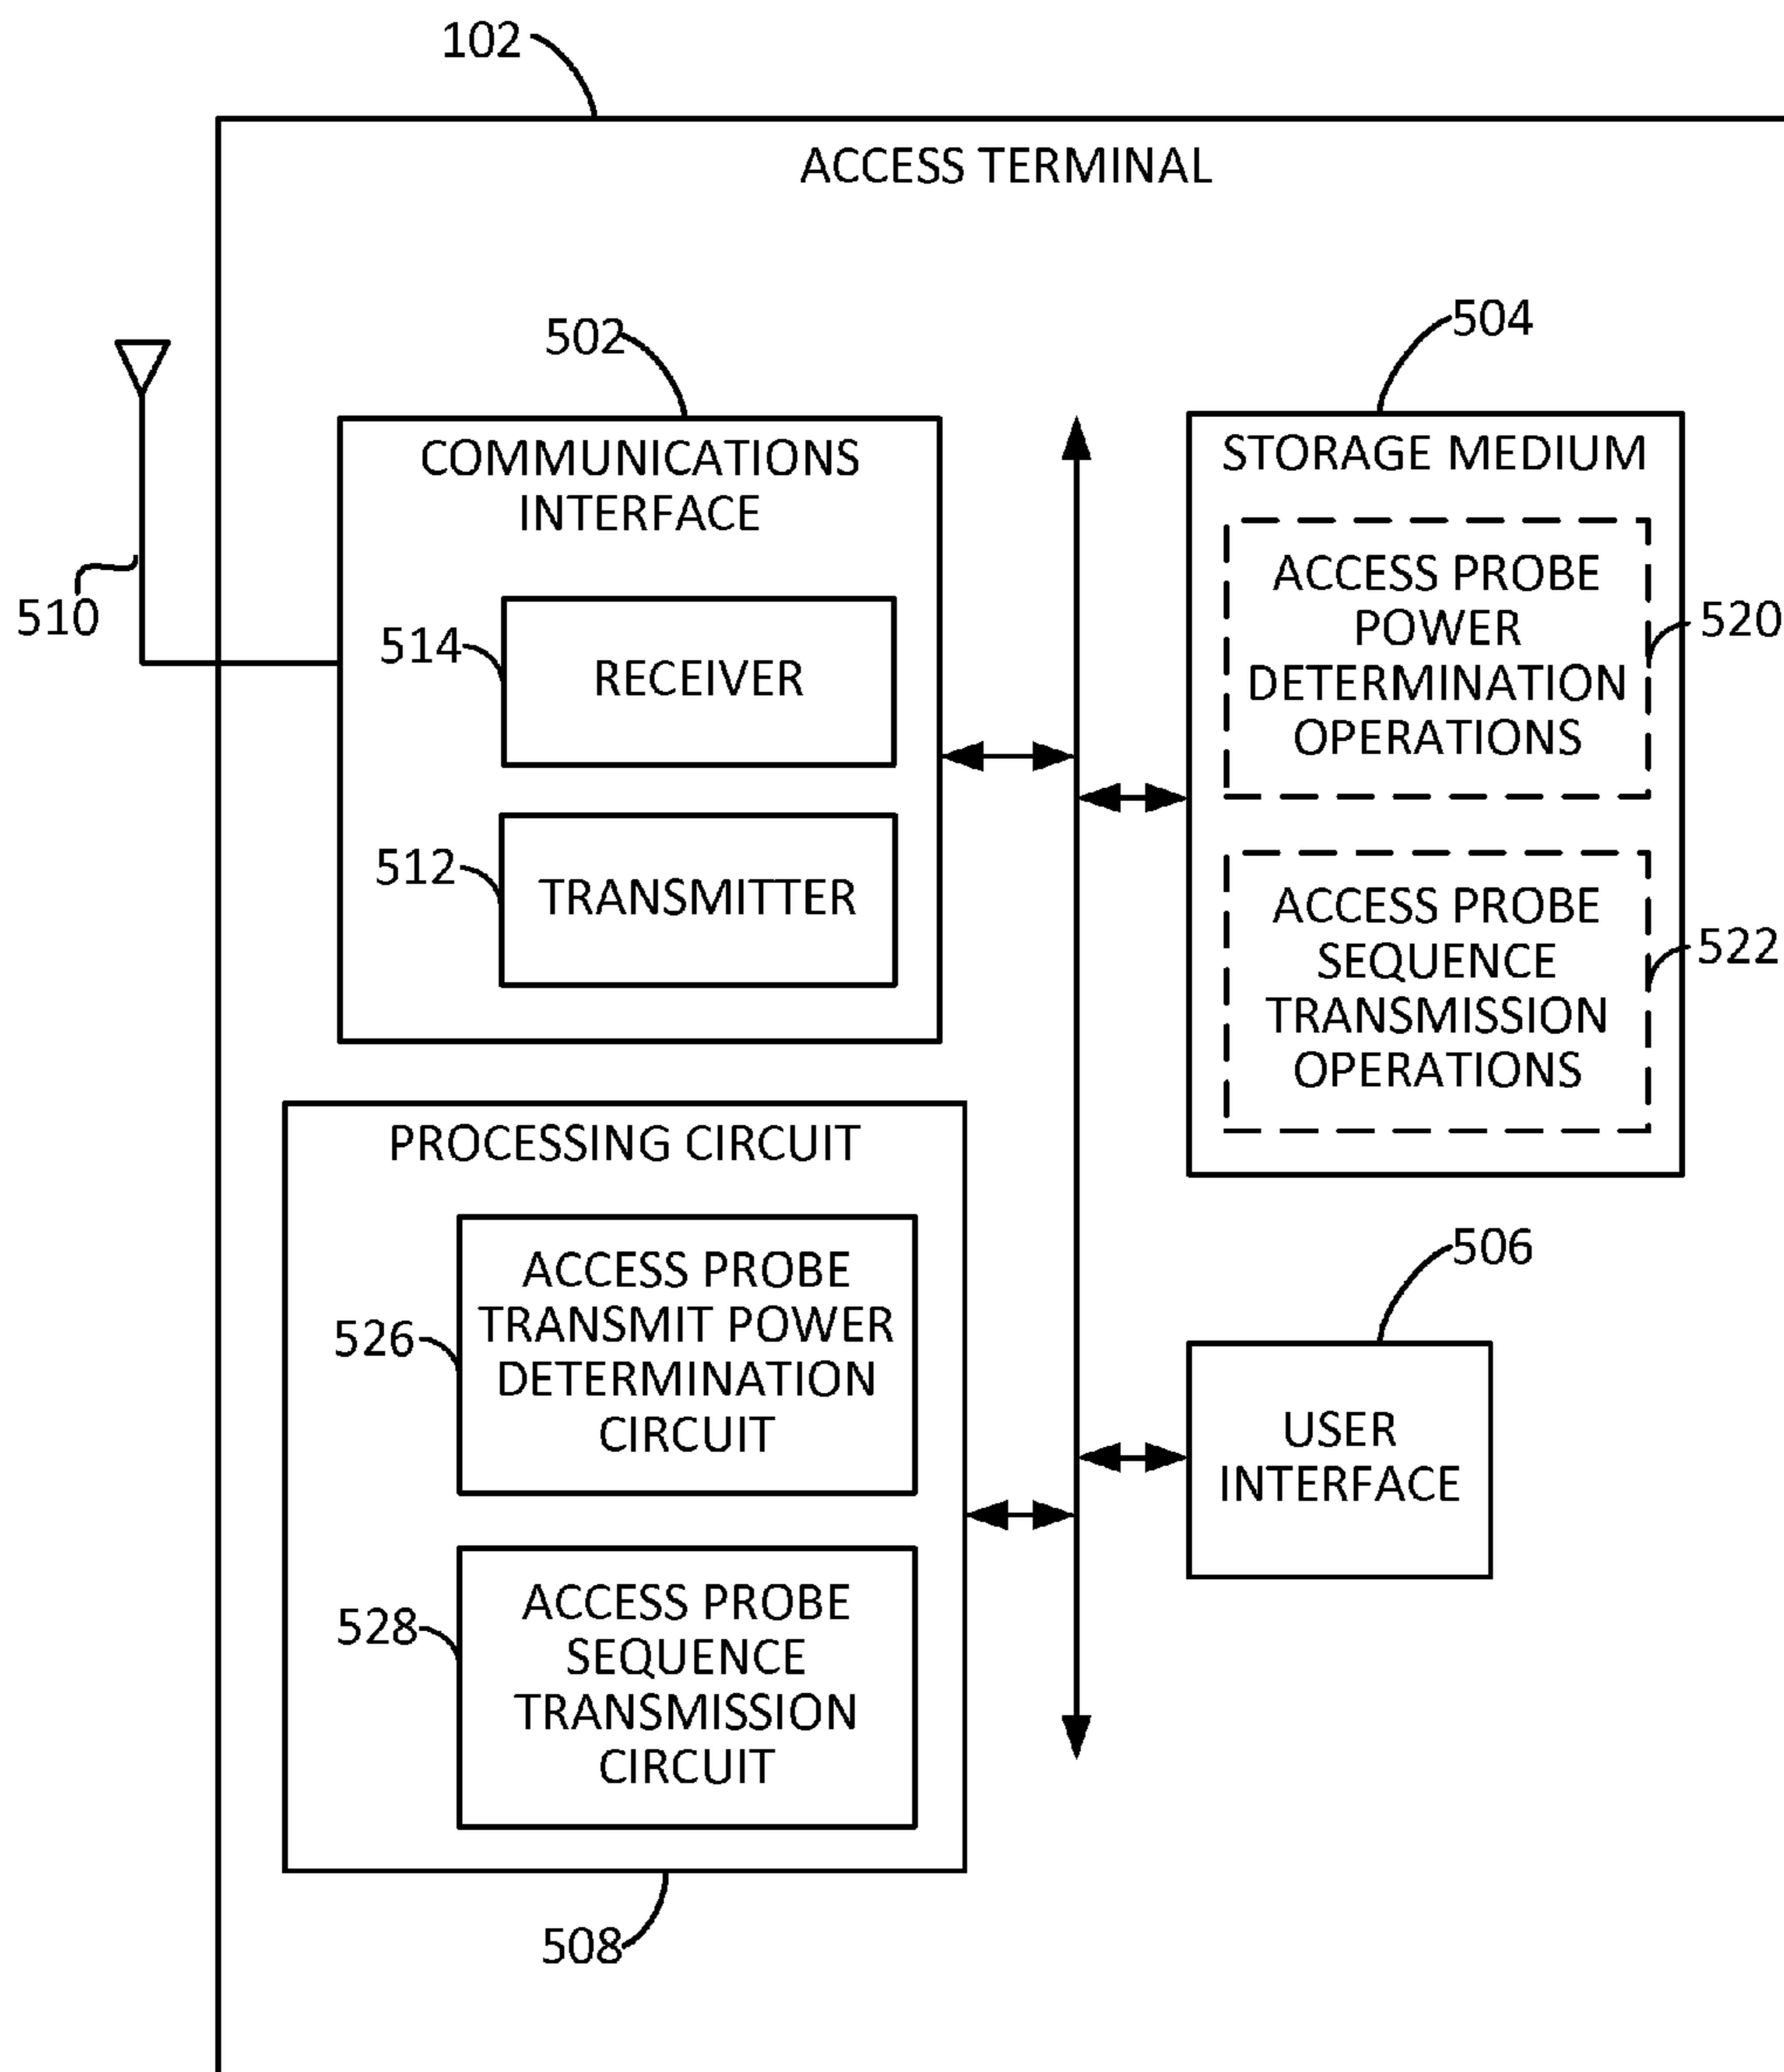 102
ACCESS TERMINAL
502
504
COMMUNICATIONS
INTERFACE
STORAGE MEDIUM
510
514
RECEIVER
512
TRANSMITTER
ACCESS PROBE
POWER
DETERMINATION
OPERATIONS
520
ACCESS PROBE
SEQUENCE
TRANSMISSION
OPERATIONS
522
PROCESSING CIRCUIT
526
ACCESS PROBE
TRANSMIT POWER
DETERMINATION
CIRCUIT
528
ACCESS PROBE
SEQUENCE
TRANSMISSION
CIRCUIT
506
USER
INTERFACE
508